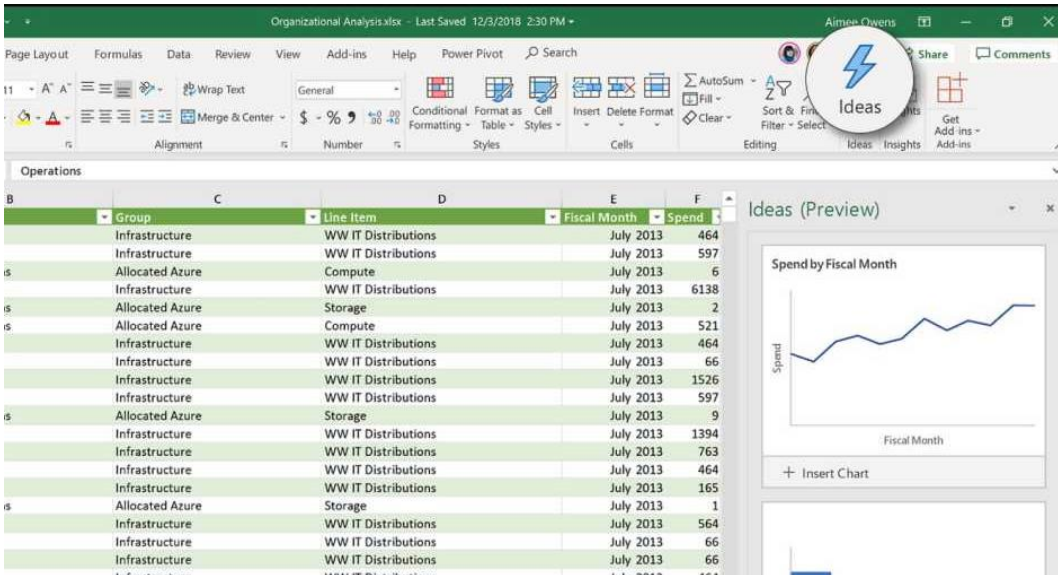 Organizational Analysis.xlsx - Last Saved 12/3/2018 2:30 PM
Aimee Owens
Page Layout Formulas Data Review View Add-ins Help Power Pivot Search
Share Comments
11 A A Wrap Text General
Merge & Center $ % 9
Conditional Formatting Format as Table Cell Styles
Insert Delete Format
AutoSum
Fill
Clear
Sort & Filter Select
Ideas
Get Add-ins
Alignment Number Styles Cells Editing Ideas Insights Add-ins
Operations
B C D E F
Group Line Item Fiscal Month Spend
Infrastructure WW IT Distributions July 2013 464
Infrastructure WW IT Distributions July 2013 597
Allocated Azure Compute July 2013 6
Infrastructure WW IT Distributions July 2013 6138
Allocated Azure Storage July 2013 2
Allocated Azure Compute July 2013 521
Infrastructure WW IT Distributions July 2013 464
Infrastructure WW IT Distributions July 2013 66
Infrastructure WW IT Distributions July 2013 1526
Infrastructure WW IT Distributions July 2013 597
Allocated Azure Storage July 2013 9
Infrastructure WW IT Distributions July 2013 1394
Infrastructure WW IT Distributions July 2013 763
Infrastructure WW IT Distributions July 2013 464
Infrastructure WW IT Distributions July 2013 165
Allocated Azure Storage July 2013 1
Infrastructure WW IT Distributions July 2013 564
Infrastructure WW IT Distributions July 2013 66
Infrastructure WW IT Distributions July 2013 66
Ideas (Preview)
Spend by Fiscal Month
Spend
Fiscal Month
+ Insert Chart